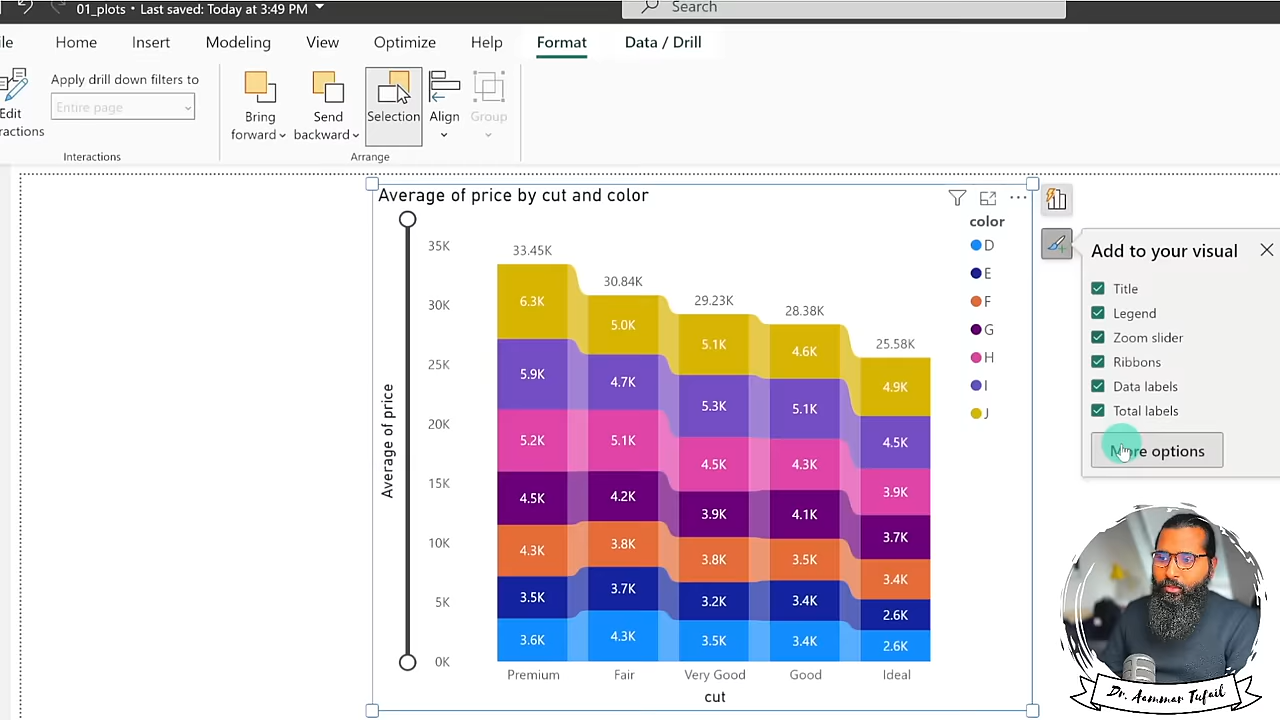 01_plots • Last saved: Today at 3:49 PM
Search
ile
Home
Insert
Modeling
View
Optimize
Help
Format
Data / Drill
Edit
ractions
Apply drill down filters to
Entire page
Interactions
Bring
forward
Send
backward
Selection
Align
Group
Arrange
Average of price by cut and color
color
D
E
F
G
H
I
J
Average of price
35K
30K
25K
20K
15K
10K
5K
0K
33.45K
6.3K
5.9K
5.2K
4.5K
4.3K
3.5K
3.6K
30.84K
5.0K
4.7K
5.1K
4.2K
3.8K
3.7K
4.3K
29.23K
5.1K
5.3K
4.5K
3.9K
3.8K
3.2K
3.5K
28.38K
4.6K
5.1K
4.3K
4.1K
3.5K
3.4K
3.4K
25.58K
4.9K
4.5K
3.9K
3.7K
3.4K
2.6K
2.6K
Premium
Fair
Very Good
Good
Ideal
cut
Add to your visual
Title
Legend
Zoom slider
Ribbons
Data labels
Total labels
More options
Dr. Aammar Tufail